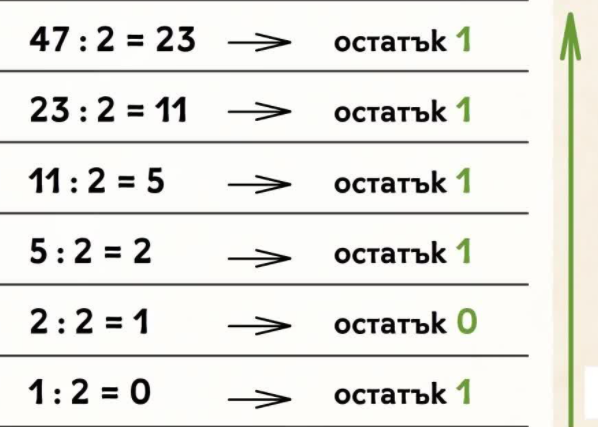 47 : 2 = 23 → остатък 1
23 : 2 = 11 → остатък 1
11 : 2 = 5 → остатък 1
5 : 2 = 2 → остатък 1
2 : 2 = 1 → остатък 0
1 : 2 = 0 → остатък 1